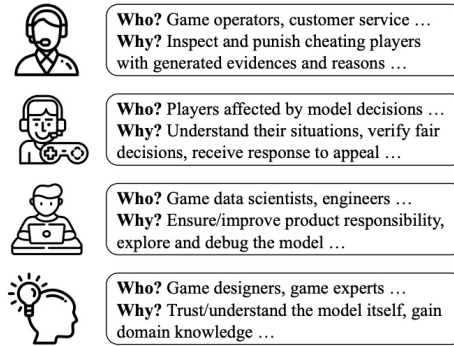 Who? Game operators, customer service …
Why? Inspect and punish cheating players
with generated evidences and reasons …
Who? Players affected by model decisions …
Why? Understand their situations, verify fair
decisions, receive response to appeal …
Who? Game data scientists, engineers …
Why? Ensure/improve product responsibility,
explore and debug the model …
Who? Game designers, game experts …
Why? Trust/understand the model itself, gain
domain knowledge …